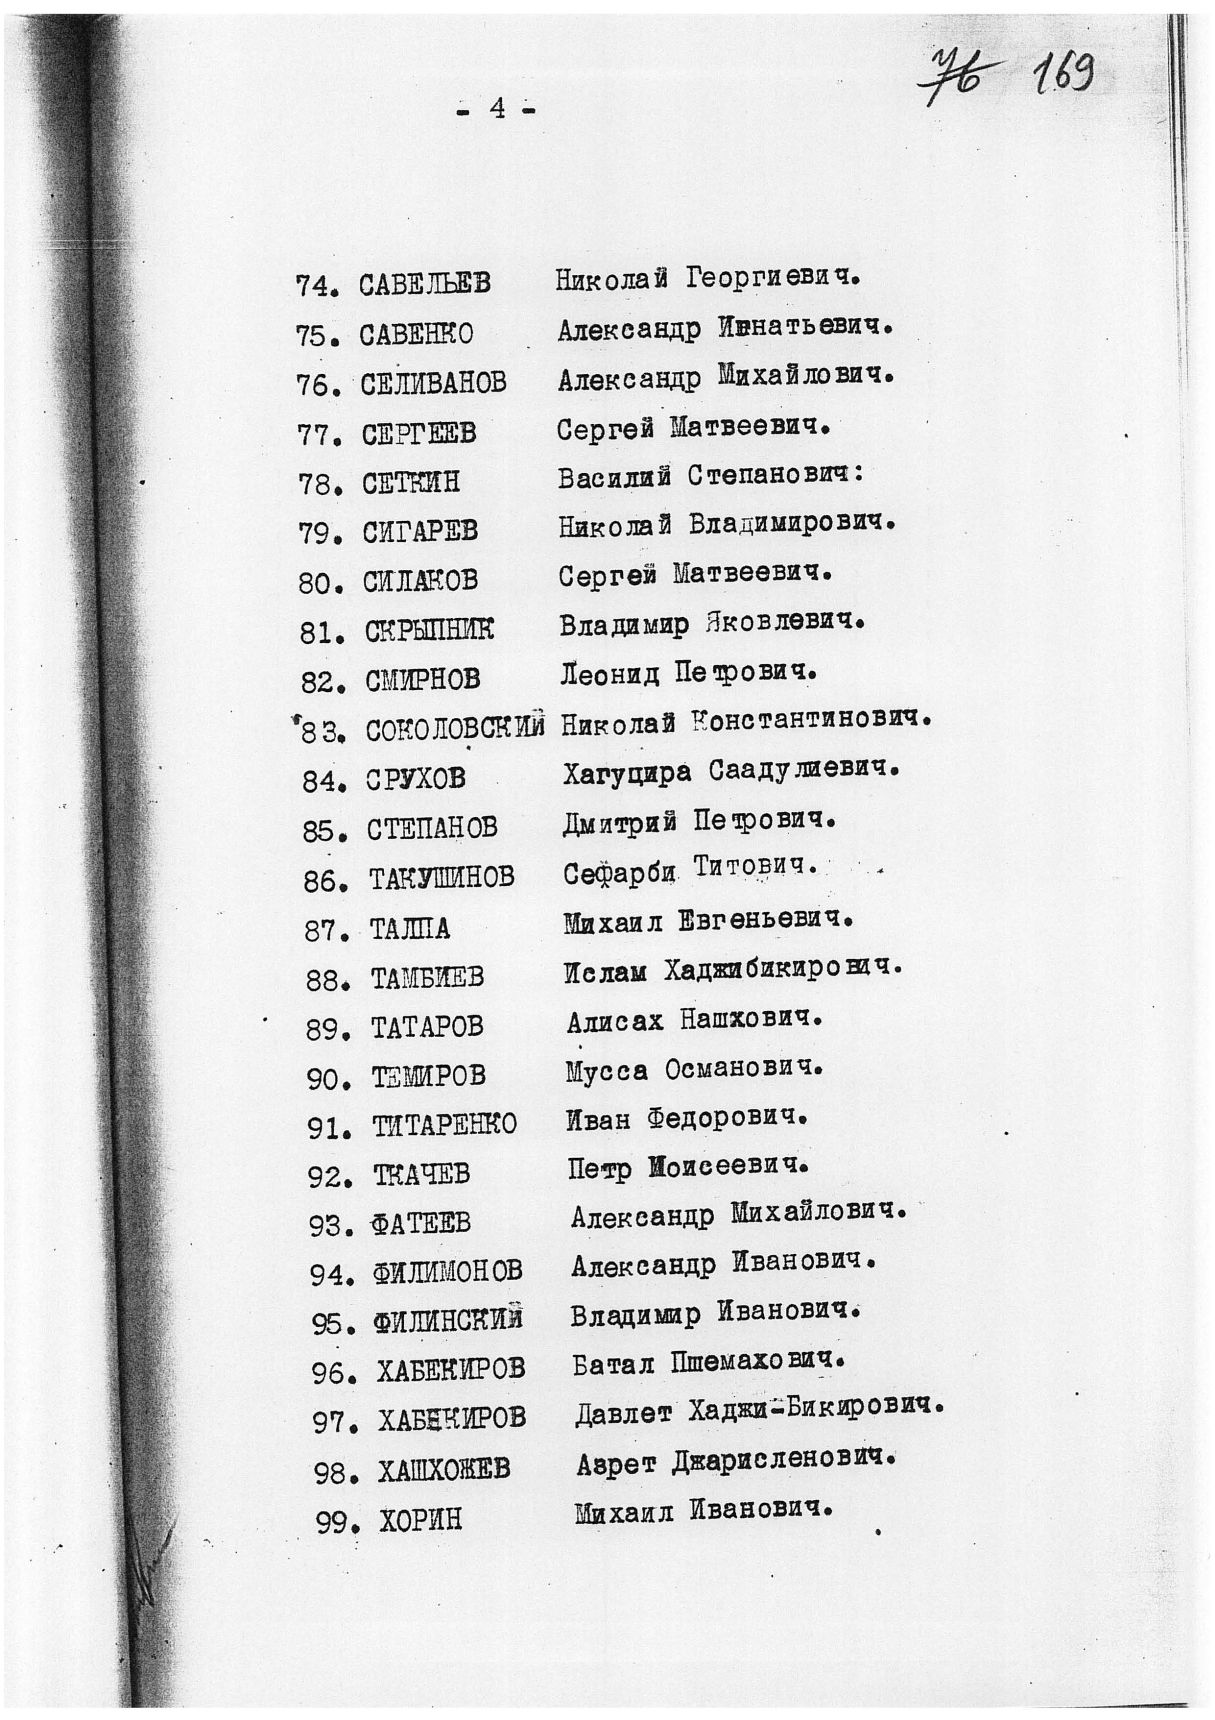 76 169
- 4 -
74. САВЕЛЬЕВ Николай Георгиевич.
75. САВЕНКО Александр Игнатьевич.
76. СЕЛИВАНОВ Александр Михайлович.
77. СЕРГЕЕВ Сергей Матвеевич.
78. СЕТКИН Василий Степанович:
79. СИГАРЕВ Николай Владимирович.
80. СИЛАКОВ Сергей Матвеевич.
81. СКРЫПНИК Владимир Яковлевич.
82. СМИРНОВ Леонид Петрович.
83. СОКОЛОВСКИЙ Николай Константинович.
84. СРУХОВ Хагуцира Саадулиевич.
85. СТЕПАНОВ Дмитрий Петрович.
86. ТАКУШИНОВ Сефарби Титович.
87. ТАЛПА Михаил Евгеньевич.
88. ТАМБИЕВ Ислам Хаджибикирович.
89. ТАТАРОВ Алисах Нашхович.
90. ТЕМИРОВ Мусса Османович.
91. ТИТАРЕНКО Иван Федорович.
92. ТКАЧЕВ Петр Моисеевич.
93. ФАТЕЕВ Александр Михайлович.
94. ФИЛИМОНОВ Александр Иванович.
95. ФИЛИНСКИЙ Владимир Иванович.
96. ХАБЕКИРОВ Батал Пшемахович.
97. ХАБЕКИРОВ Давлет Хаджи-Бикирович.
98. ХАШХОЖЕВ Азрет Джарисленович.
99. ХОРИН Михаил Иванович.